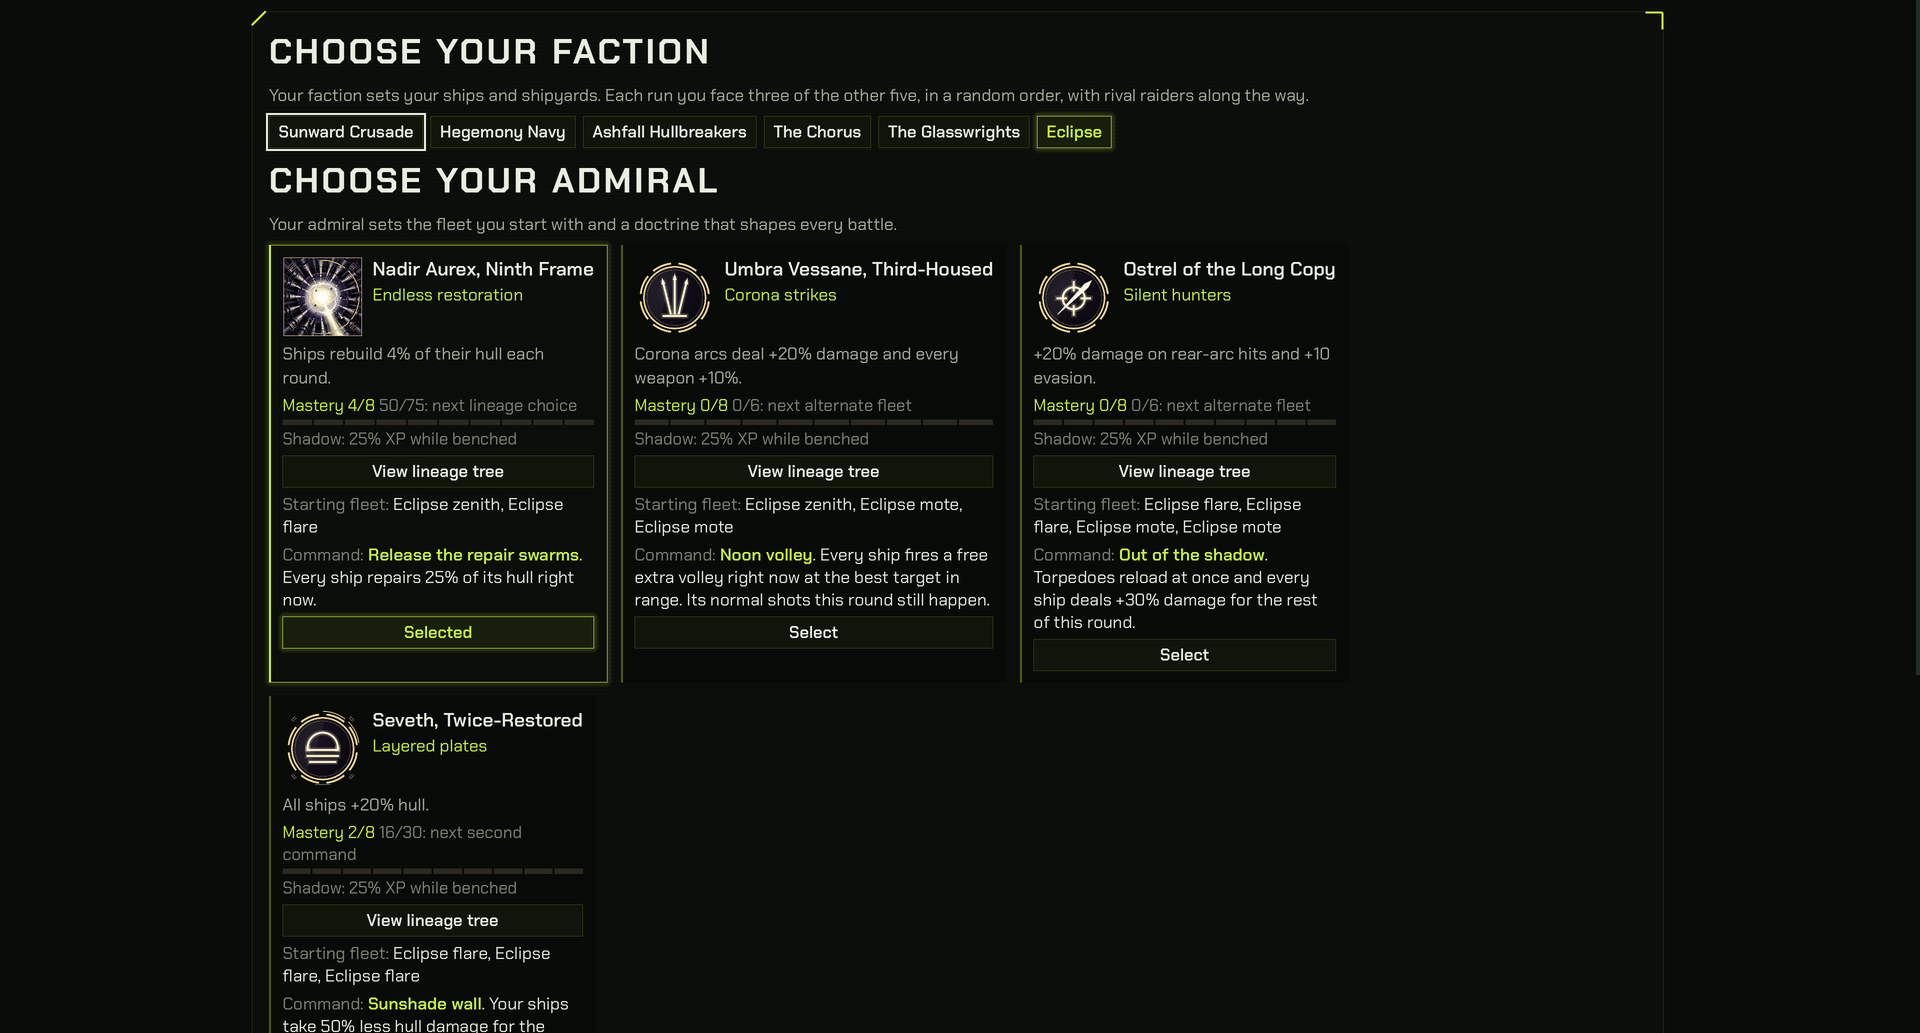 CHOOSE YOUR FACTION
Your faction sets your ships and shipyards. Each run you face three of the other five, in a random order, with rival raiders along the way.
Sunward Crusade
Hegemony Navy
Ashfall Hullbreakers
The Chorus
The Glasswrights
Eclipse
CHOOSE YOUR ADMIRAL
Your admiral sets the fleet you start with and a doctrine that shapes every battle.
Nadir Aurex, Ninth Frame
Endless restoration
Ships rebuild 4% of their hull each
round.
Mastery 4/8 50/75: next lineage choice
Shadow: 25% XP while benched
View lineage tree
Starting fleet: Eclipse zenith, Eclipse
flare
Command: Release the repair swarms.
Every ship repairs 25% of its hull right
now.
Selected
Umbra Vessane, Third-Housed
Corona strikes
Corona arcs deal +20% damage and every
weapon +10%.
Mastery 0/8 0/6: next alternate fleet
Shadow: 25% XP while benched
View lineage tree
Starting fleet: Eclipse zenith, Eclipse mote,
Eclipse mote
Command: Noon volley. Every ship fires a free
extra volley right now at the best target in
range. Its normal shots this round still happen.
Select
Ostrel of the Long Copy
Silent hunters
+20% damage on rear-arc hits and +10
evasion.
Mastery 0/8 0/6: next alternate fleet
Shadow: 25% XP while benched
View lineage tree
Starting fleet: Eclipse flare, Eclipse
flare, Eclipse mote, Eclipse mote
Command: Out of the shadow.
Torpedoes reload at once and every
ship deals +30% damage for the rest
of this round.
Select
Seveth, Twice-Restored
Layered plates
All ships +20% hull.
Mastery 2/8 16/30: next second
command
Shadow: 25% XP while benched
View lineage tree
Starting fleet: Eclipse flare, Eclipse
flare, Eclipse flare
Command: Sunshade wall. Your ships
take 50% less hull damage for the